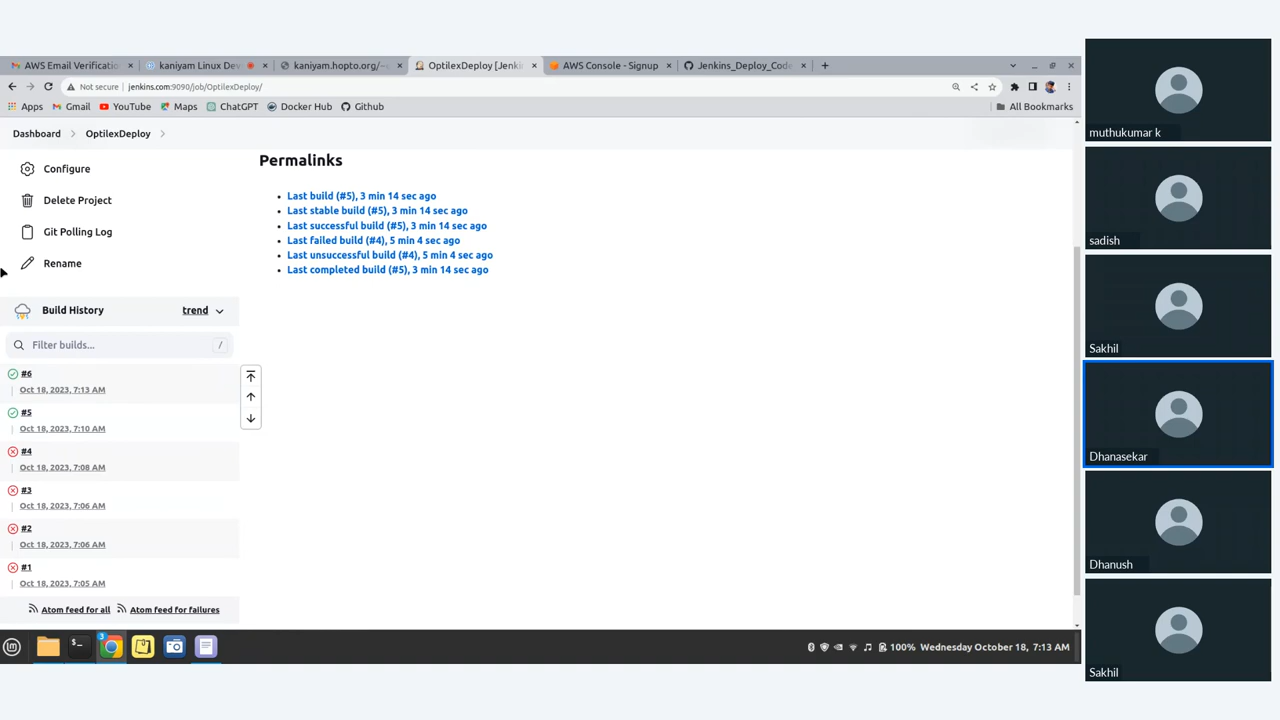 AWS Email Verificatio
kaniyam Linux Dev
kaniyam.hopto.org/~
OptilexDeploy [Jenki
AWS Console - Signup
Jenkins_Deploy_Code
Not secure
jenkins.com:9090/job/OptilexDeploy/
Apps
Gmail
YouTube
Maps
ChatGPT
Docker Hub
Github
All Bookmarks
Dashboard
OptilexDeploy
Configure
Delete Project
Git Polling Log
Rename
Build History
trend
Filter builds...
/
#6
Oct 18, 2023, 7:13 AM
#5
Oct 18, 2023, 7:10 AM
#4
Oct 18, 2023, 7:08 AM
#3
Oct 18, 2023, 7:06 AM
#2
Oct 18, 2023, 7:06 AM
#1
Oct 18, 2023, 7:05 AM
Atom feed for all
Atom feed for failures
Permalinks
Last build (#5), 3 min 14 sec ago
Last stable build (#5), 3 min 14 sec ago
Last successful build (#5), 3 min 14 sec ago
Last failed build (#4), 5 min 4 sec ago
Last unsuccessful build (#4), 5 min 4 sec ago
Last completed build (#5), 3 min 14 sec ago
3
100%
Wednesday October 18, 7:13 AM
muthukumar k
sadish
Sakhil
Dhanasekar
Dhanush
Sakhil